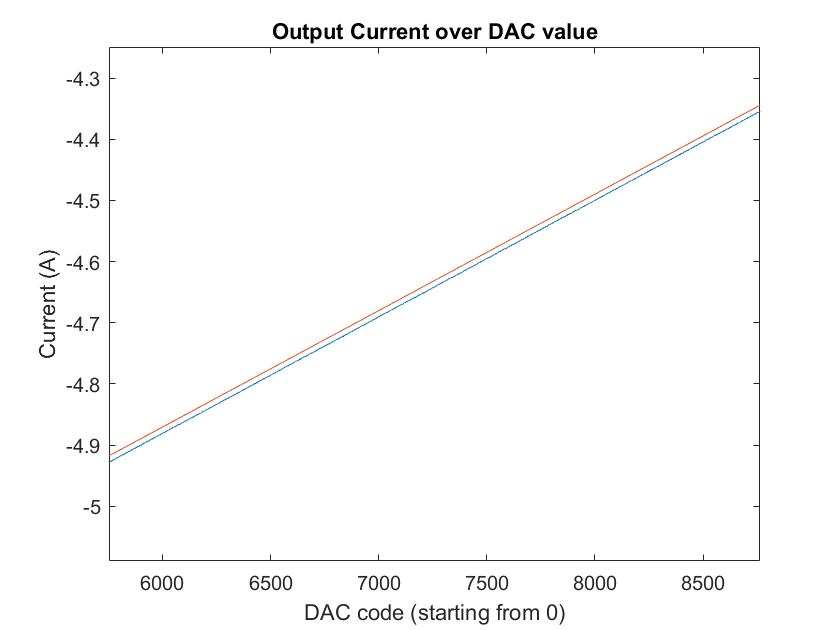 Output Current over DAC value
-4.3
-4.4
-4.5
-4.6
-4.7
-4.8
-4.9
-5
Current (A)
6000 6500 7000 7500 8000 8500
DAC code (starting from 0)